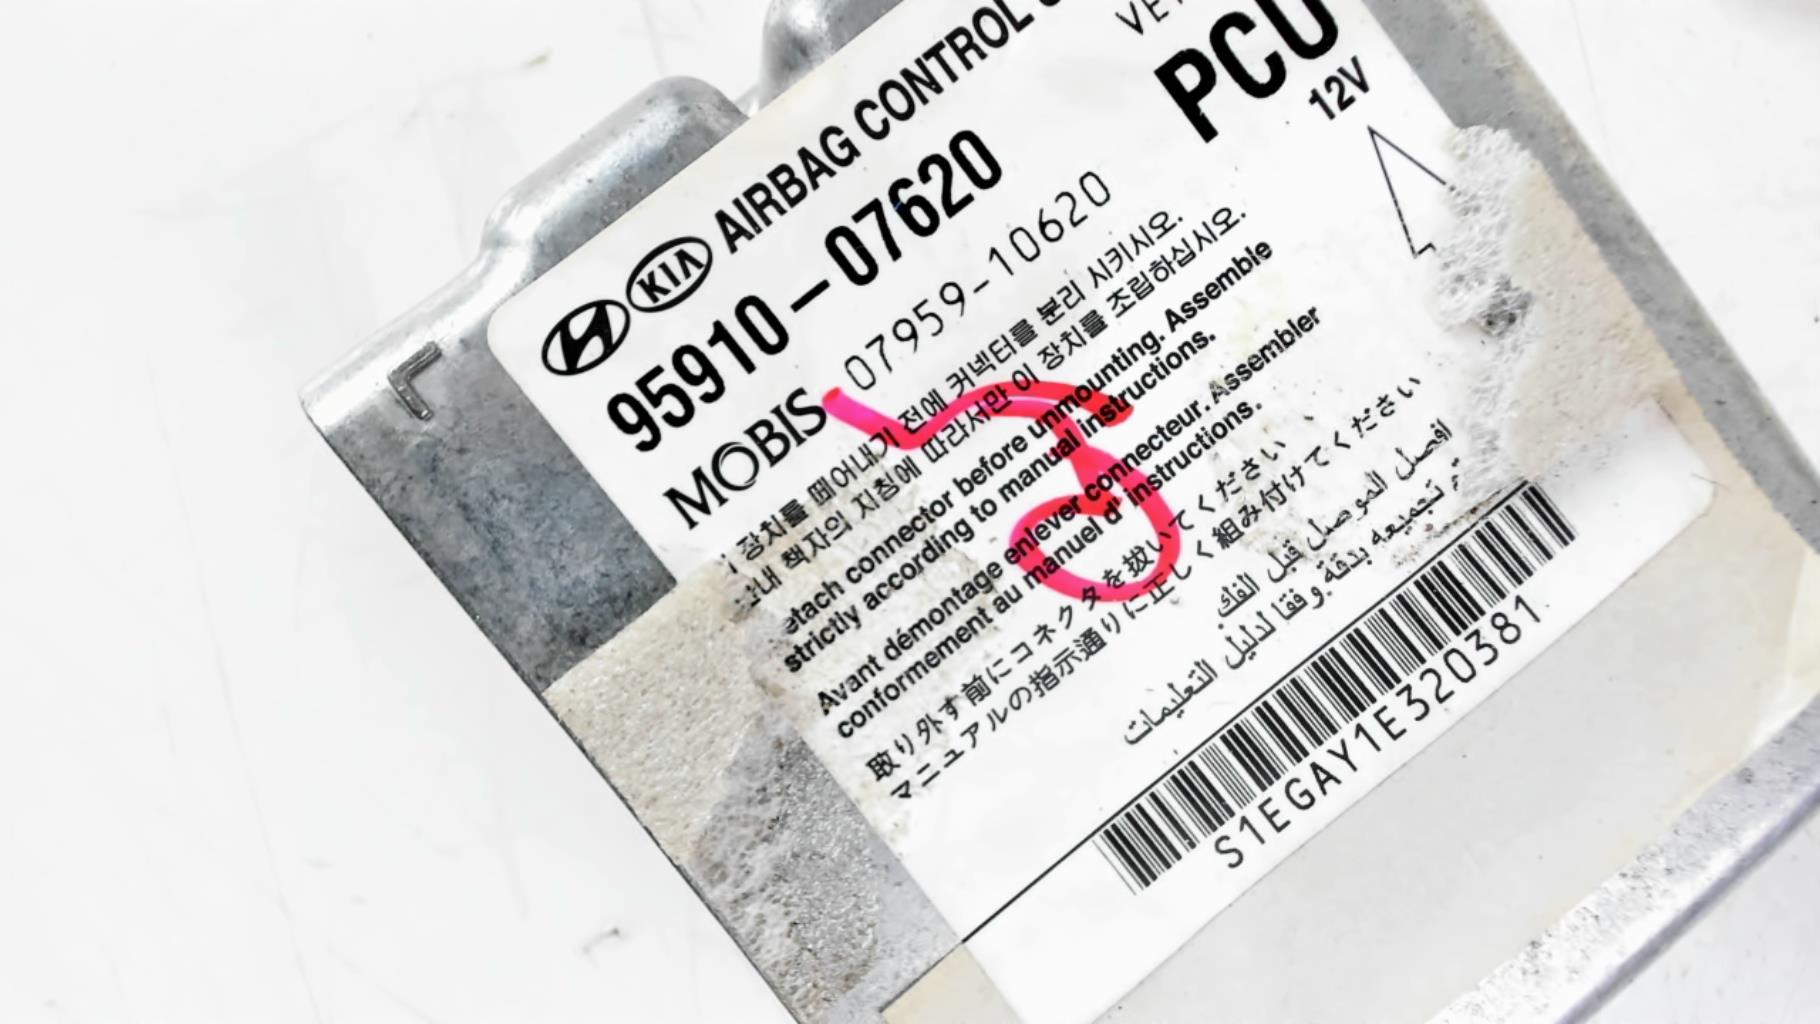 KIA AIRBAG CONTROL
95910-07620
PCU
12V
MOBIS 07959-10620
장치를 떼어내기 전에 커넥터를 분리 시키시오.
책자의 지침에 따라서만 이 장치를 조립하십시오.
etach connector before unmounting. Assemble
strictly according to manual instructions.
Avant démontage enlever connecteur. Assembler
conformement au manuel d' instructions.
取り外す前にコネクタを抜いてください
マニュアルの指示通りに正しく組み付けてください
افصل الموصل قبل الفك.
تجميعه بدقة وفقا لدليل التعليمات
S1EGAY1E320381
L